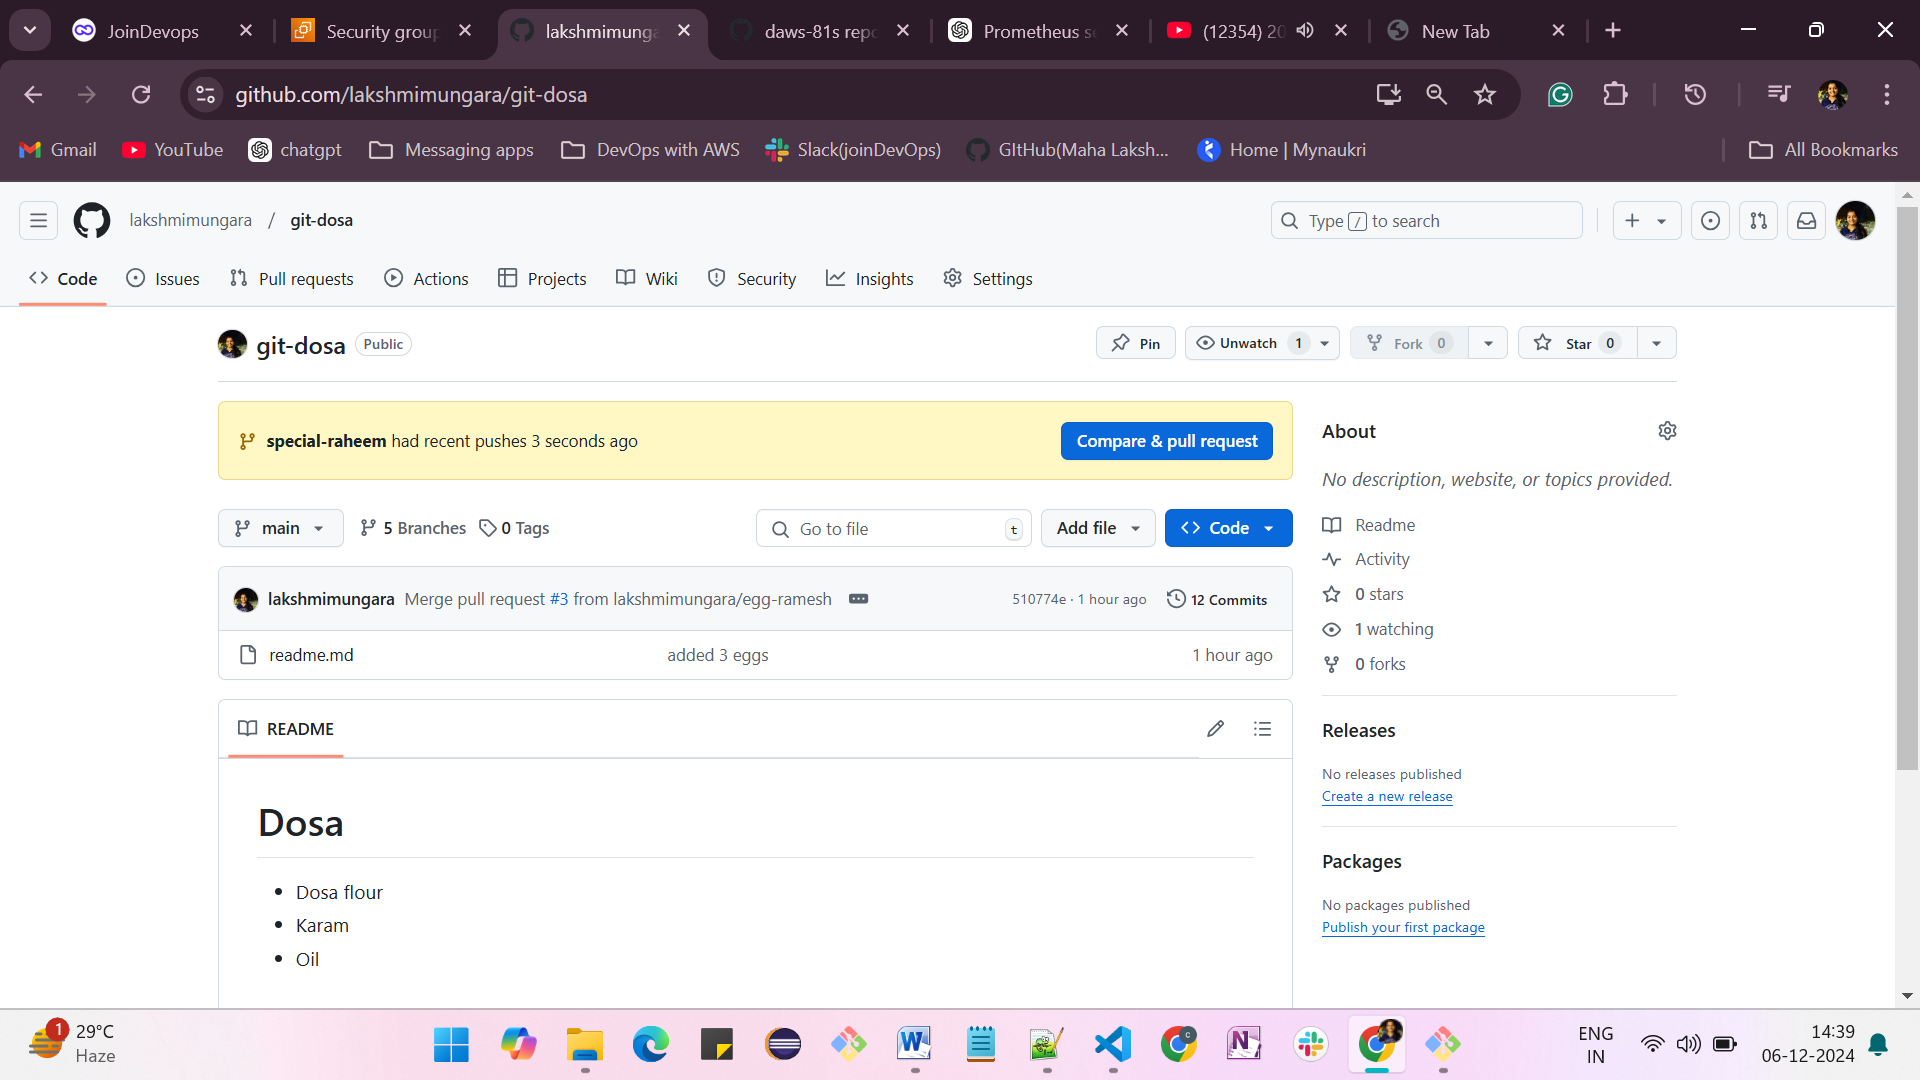 JoinDevops
Security group
lakshmimunga
daws-81s repo
Prometheus se
(12354) 20
New Tab
github.com/lakshmimungara/git-dosa
Gmail
YouTube
chatgpt
Messaging apps
DevOps with AWS
Slack(joinDevOps)
GItHub(Maha Laksh...
Home | Mynaukri
All Bookmarks
lakshmimungara / git-dosa
Type / to search
Code
Issues
Pull requests
Actions
Projects
Wiki
Security
Insights
Settings
git-dosa Public
Pin
Unwatch 1
Fork 0
Star 0
special-raheem had recent pushes 3 seconds ago
Compare & pull request
main
5 Branches
0 Tags
Go to file t
Add file
Code
lakshmimungara Merge pull request #3 from lakshmimungara/egg-ramesh
510774e · 1 hour ago
12 Commits
readme.md
added 3 eggs
1 hour ago
README
Dosa
• Dosa flour
• Karam
• Oil
About
No description, website, or topics provided.
Readme
Activity
0 stars
1 watching
0 forks
Releases
No releases published
Create a new release
Packages
No packages published
Publish your first package
1
29°C
Haze
ENG
IN
14:39
06-12-2024